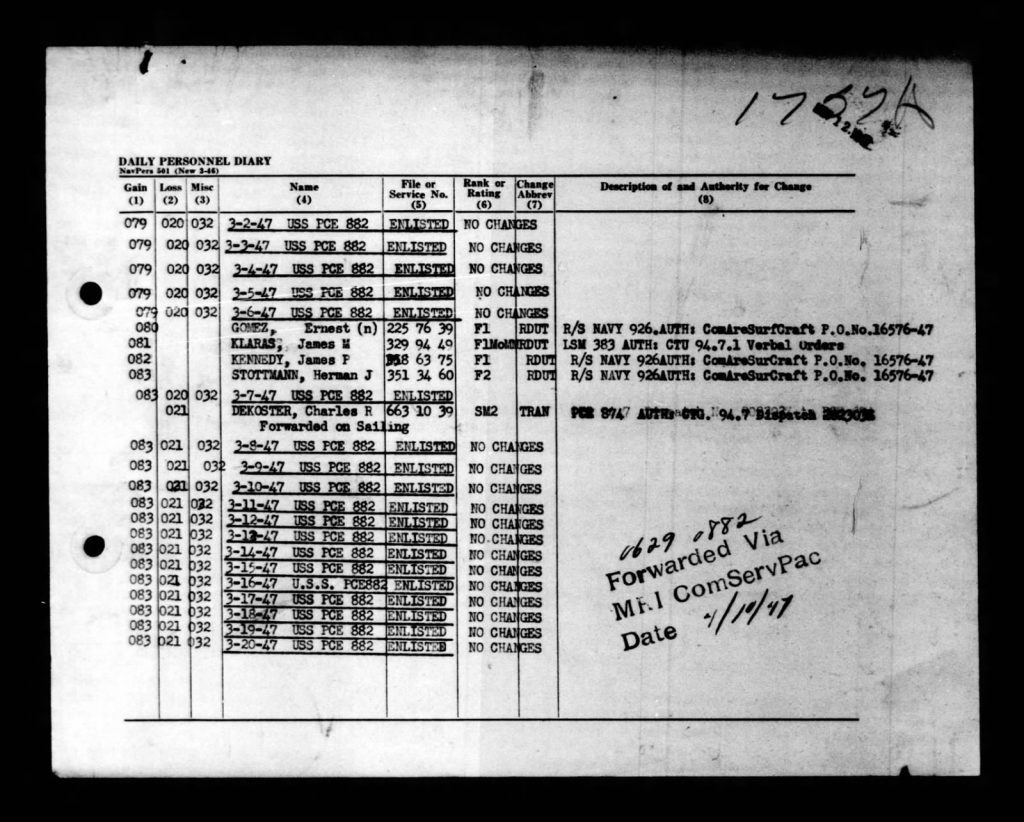 DAILY PERSONNEL DIARY
NavPers 501 (New 3-46)
Gain (1) Loss (2) Misc (3) Name (4) File or Service No. (5) Rank or Rating (6) Change Abbrev (7) Description of and Authority for Change (8)
079 020 032 3-2-47 USS PCE 882 ENLISTED NO CHANGES
079 020 032 3-3-47 USS PCE 882 ENLISTED NO CHANGES
079 020 032 3-4-47 USS PCE 882 ENLISTED NO CHANGES
079 020 032 3-5-47 USS PCE 882 ENLISTED NO CHANGES
079 020 032 3-6-47 USS PCE 882 ENLISTED NO CHANGES
080 GOMEZ, Ernest (n) 225 76 39 F1 RDUT R/S NAVY 926.AUTH: ComAreSurfCraft P.O.No.16576-47
081 KLARAS, James M 329 94 49 RDUT LSM 383 AUTH: CTU 94.7.1 Verbal Orders
082 KENNEDY, James P 63 75 F1 RDUT R/S NAVY 926AUTH: ComAreSurCraft P.O.No. 16576-47
083 STOTTMANN, Herman J 351 34 60 F2 RDUT R/S NAVY 926AUTH: ComAreSurCraft P.O.No. 16576-47
083 020 032 3-7-47 USS PCE 882 ENLISTED
021 DEKOSTER, Charles R 663 10 39 SM2 TRAN PCE AUTH: CTG. 94.7 Dispatch
Forwarded on Sailing
083 021 032 3-8-47 USS PCE 882 ENLISTED NO CHANGES
083 021 032 3-9-47 USS PCE 882 ENLISTED NO CHANGES
083 021 032 3-10-47 USS PCE 882 ENLISTED NO CHANGES
083 021 032 3-11-47 USS PCE 882 ENLISTED NO CHANGES
083 021 032 3-12-47 USS PCE 882 ENLISTED NO CHANGES
083 021 032 3-13-47 USS PCE 882 ENLISTED NO CHANGES
083 021 032 3-14-47 USS PCE 882 ENLISTED NO CHANGES
083 021 032 3-15-47 USS PCE 882 ENLISTED NO CHANGES
083 021 032 3-16-47 U.S.S. PCE882 ENLISTED NO CHANGES
083 021 032 3-17-47 USS PCE 882 ENLISTED NO CHANGES
083 021 032 3-18-47 USS PCE 882 ENLISTED NO CHANGES
083 021 032 3-19-47 USS PCE 882 ENLISTED NO CHANGES
083 021 032 3-20-47 USS PCE 882 ENLISTED NO CHANGES
0629 0882
Forwarded Via
MRI ComServPac
Date 4/10/47